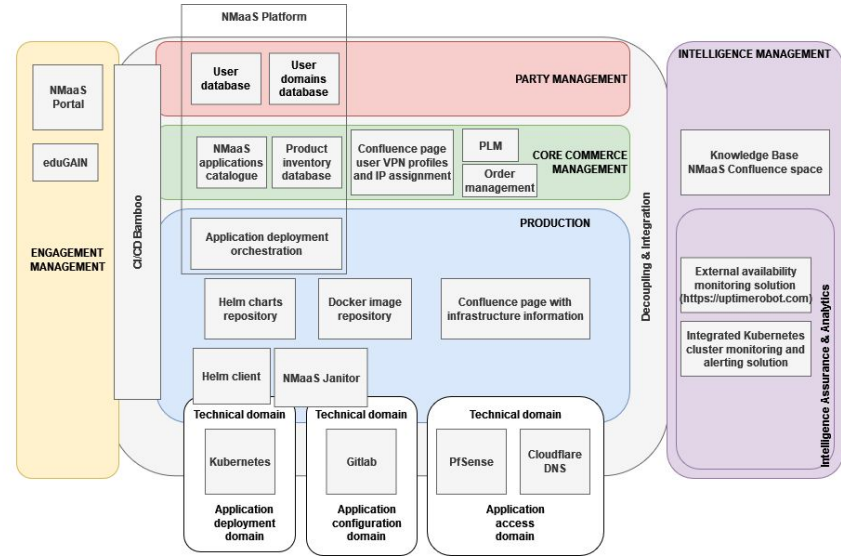 NMaaS Platform
NMaaS
Portal
eduGAIN
ENGAGEMENT
MANAGEMENT
CI/CD Bamboo
User
database
User
domains
database
PARTY MANAGEMENT
NMaaS
applications
catalogue
Product
inventory
database
Confluence page
user VPN profiles
and IP assignment
PLM
Order
management
CORE COMMERCE
MANAGEMENT
PRODUCTION
Application deployment
orchestration
Helm charts
repository
Docker image
repository
Confluence page with
infrastructure information
Helm client
NMaaS Janitor
Decoupling & Integration
Technical domain
Kubernetes
Application
deployment
domain
Technical domain
Gitlab
Application
configuration
domain
Technical domain
PfSense
Cloudflare
DNS
Application
access
domain
INTELLIGENCE MANAGEMENT
Knowledge Base
NMaaS Confluence space
External availability
monitoring solution
(https://uptimerobot.com)
Integrated Kubernetes
cluster monitoring and
alerting solution
Intelligence Assurance & Analytics